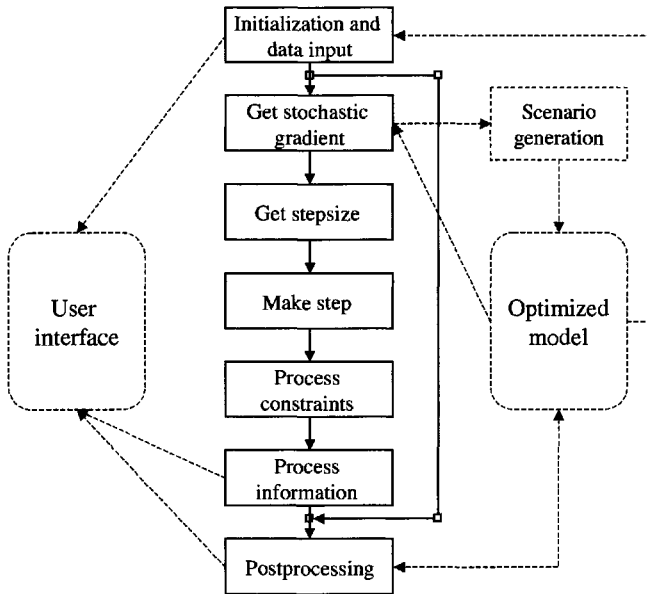 Initialization and
data input
Get stochastic
gradient
Scenario
generation
Get stepsize
User
interface
Make step
Optimized
model
Process
constraints
Process
information
Postprocessing